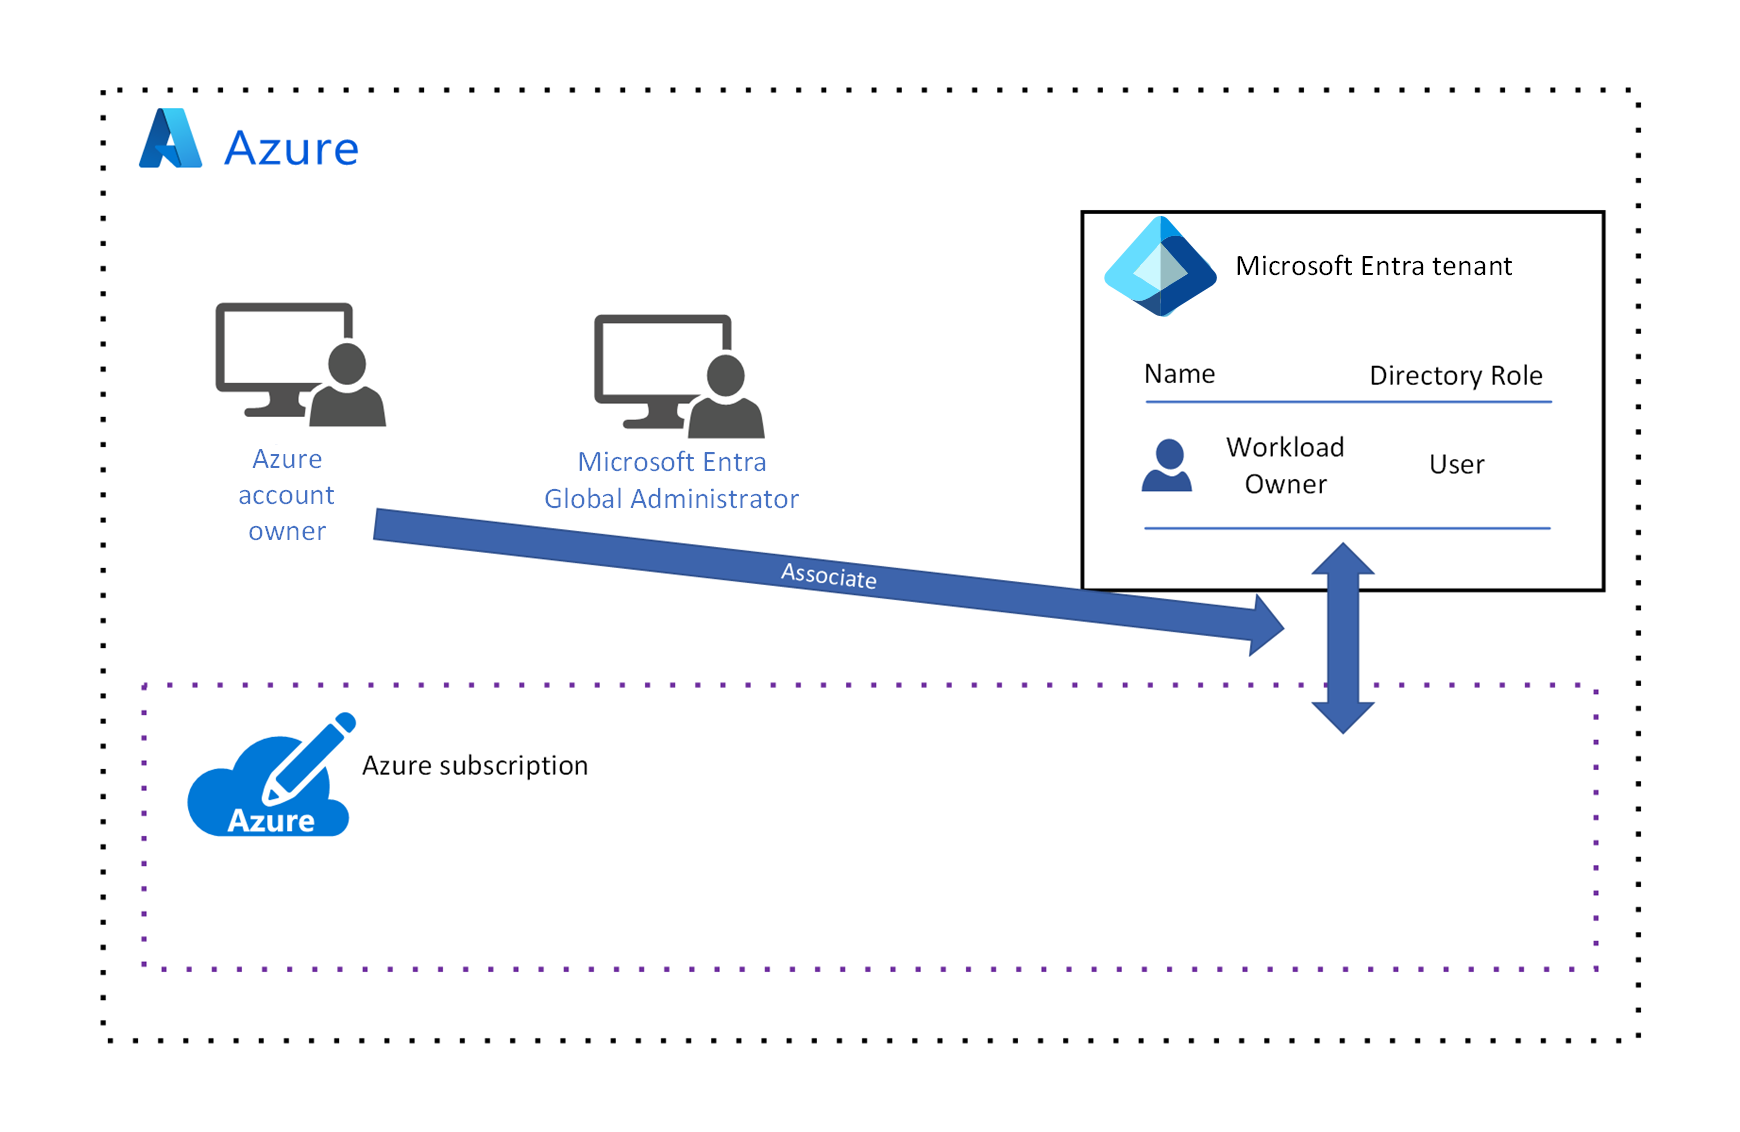 Azure
Microsoft Entra tenant
Name
Directory Role
Workload
Owner
User
Azure
account
owner
Microsoft Entra
Global Administrator
Associate
Azure subscription
Azure